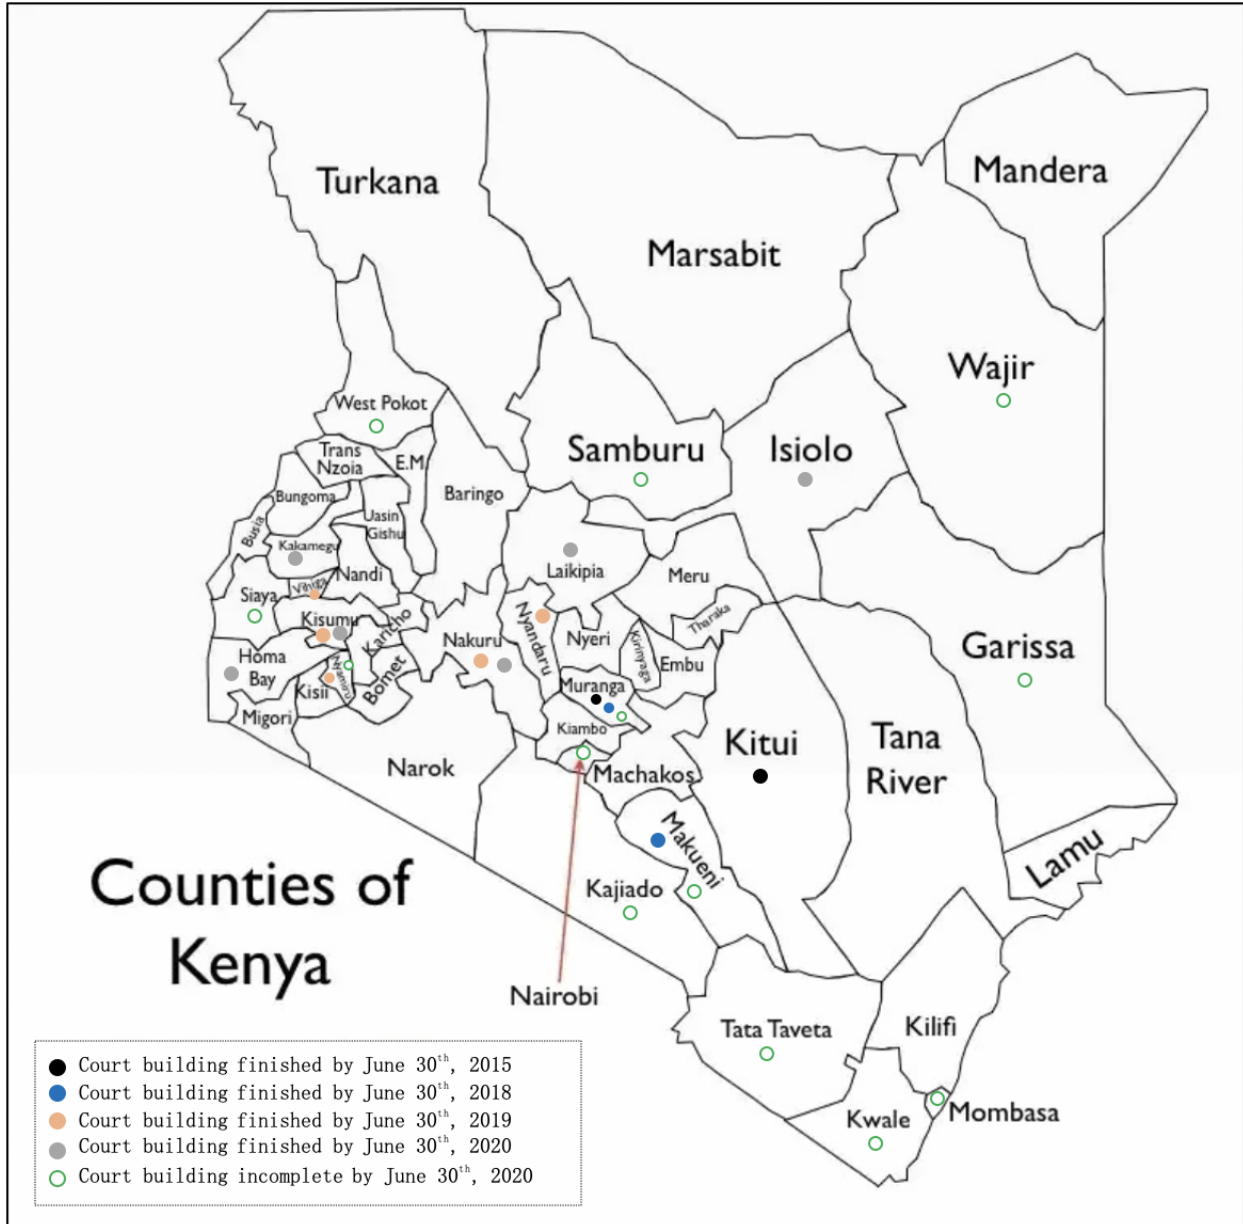 Turkana
Mandera
Marsabit
Wajir
West Pokot
Trans
Nzoia
E.M
Samburu
Isiolo
Bungoma
Baringo
Busia
Uasin
Gishu
Kakamegu
Laikipia
Nandi
Meru
Vihiga
Siaya
Kisumu
Karicho
Nyandaru
Tharaka
Nakuru
Nyeri
Kirinyaga
Embu
Garissa
Homa
Bay
Nyamira
Kisii
Bomet
Muranga
Migori
Kiambo
Kitui
Tana
River
Narok
Machakos
Makueni
Lamu
Kajiado
Counties of
Kenya
Nairobi
Tata Taveta
Kilifi
Kwale
Mombasa
Court building finished by June 30th, 2015
Court building finished by June 30th, 2018
Court building finished by June 30th, 2019
Court building finished by June 30th, 2020
Court building incomplete by June 30th, 2020